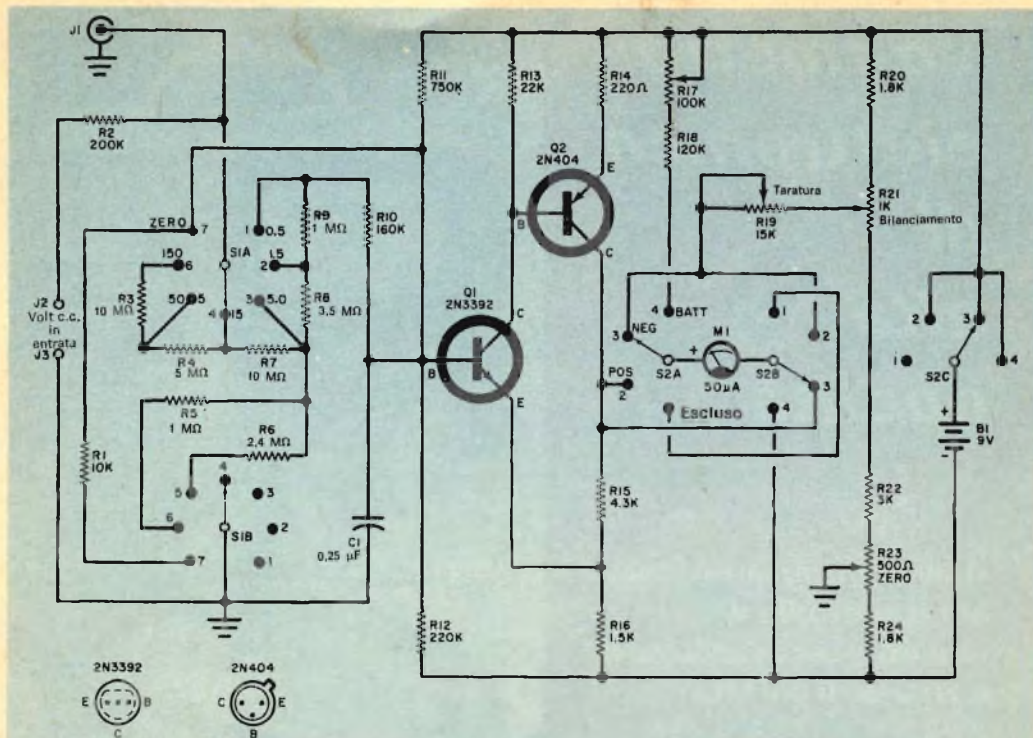 J1
R2
200K
ZERO
7
150
6
S1A
1
0.5
2
1.5
R3
10 MΩ
50
5
4
15
3
5.0
R9
1 MΩ
R8
3,5 MΩ
R4
5 MΩ
R7
10 MΩ
J2
Volt c.c.
in
entrata
J3
R5
1 MΩ
R6
2,4 MΩ
R1
10K
4
5
3
6
S1B
2
7
1
R10
160K
C1
0,25 µF
R11
750K
R12
220K
Q1
2N3392
B
C
E
R13
22K
R14
220Ω
Q2
2N404
E
B
C
R17
100K
R18
120K
Taratura
R19
15K
R20
1.8K
R21
1K
Bilanciamento
4
BATT
1
3
NEG
M1
2
+
S2A
50µA
S2B
3
POS
2
Escluso
4
R15
4.3K
R16
1.5K
2
3
1
S2C
4
+
B1
9V
-
R22
3K
R23
500Ω
ZERO
R24
1,8K
2N3392
E
B
C
2N404
C
E
B